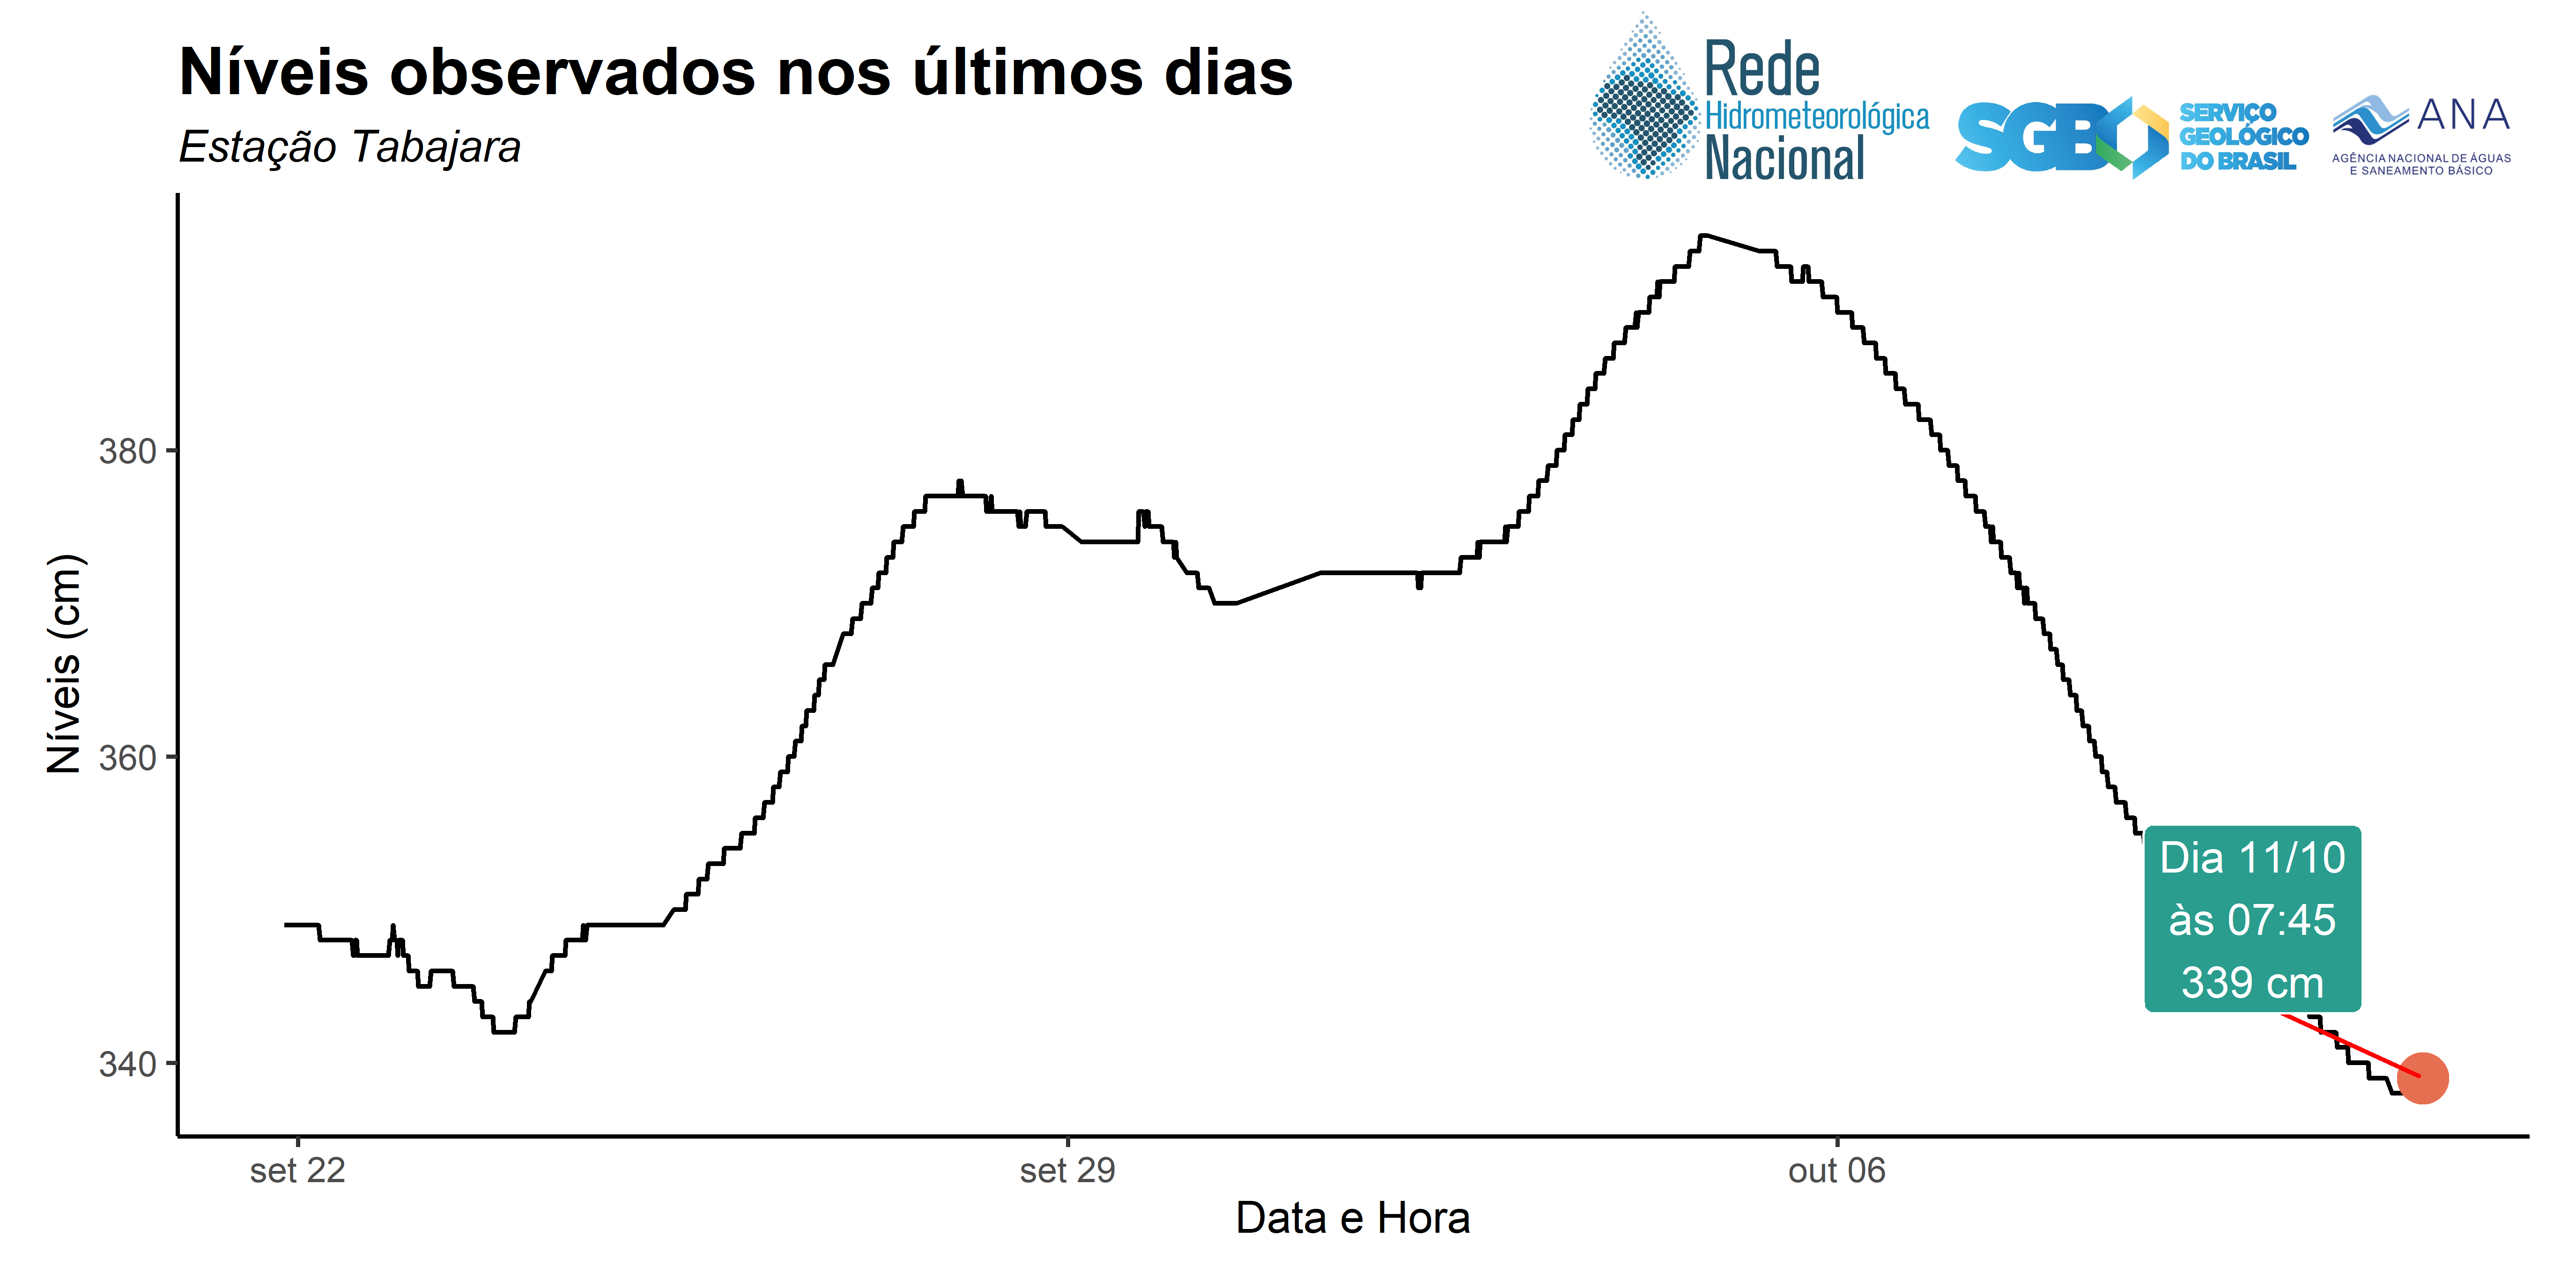 Níveis observados nos últimos dias
Estação Tabajara
Rede
Hidrometeorológica
Nacional
SGB
SERVIÇO
GEOLÓGICO
DO BRASIL
ANA
AGÊNCIA NACIONAL DE ÁGUAS
E SANEAMENTO BÁSICO
Níveis (cm)
380
360
340
Dia 11/10
às 07:45
339 cm
set 22
set 29
out 06
Data e Hora